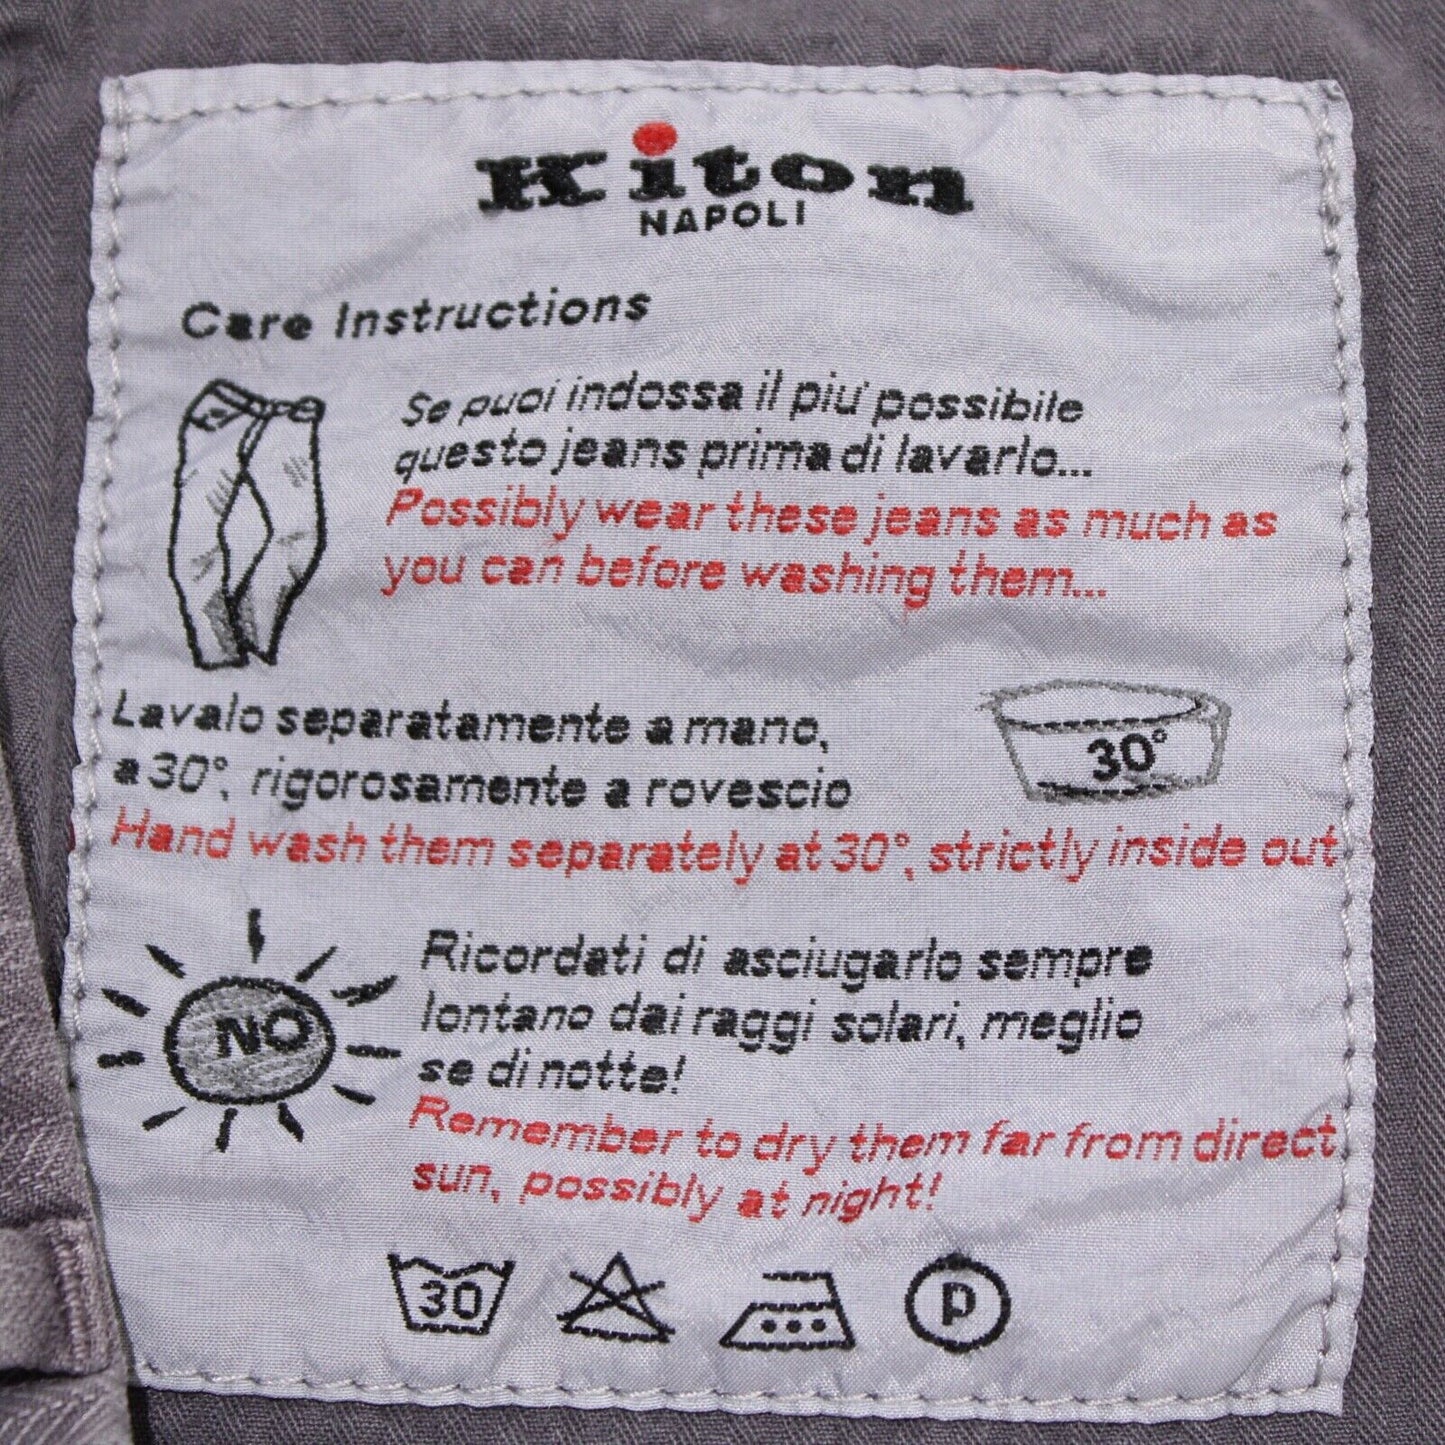 Kiton
NAPOLI
Care Instructions
Se puoi indossa il piu' possibile
questo jeans prima di lavarlo...
Possibly wear these jeans as much as
you can before washing them...
Lavalo separatamente a mano,
a 30°, rigorosamente a rovescio
30°
Hand wash them separately at 30°, strictly inside out
NO
Ricordati di asciugarlo sempre
lontano dai raggi solari, meglio
se di notte!
Remember to dry them far from direct
sun, possibly at night!
30
P